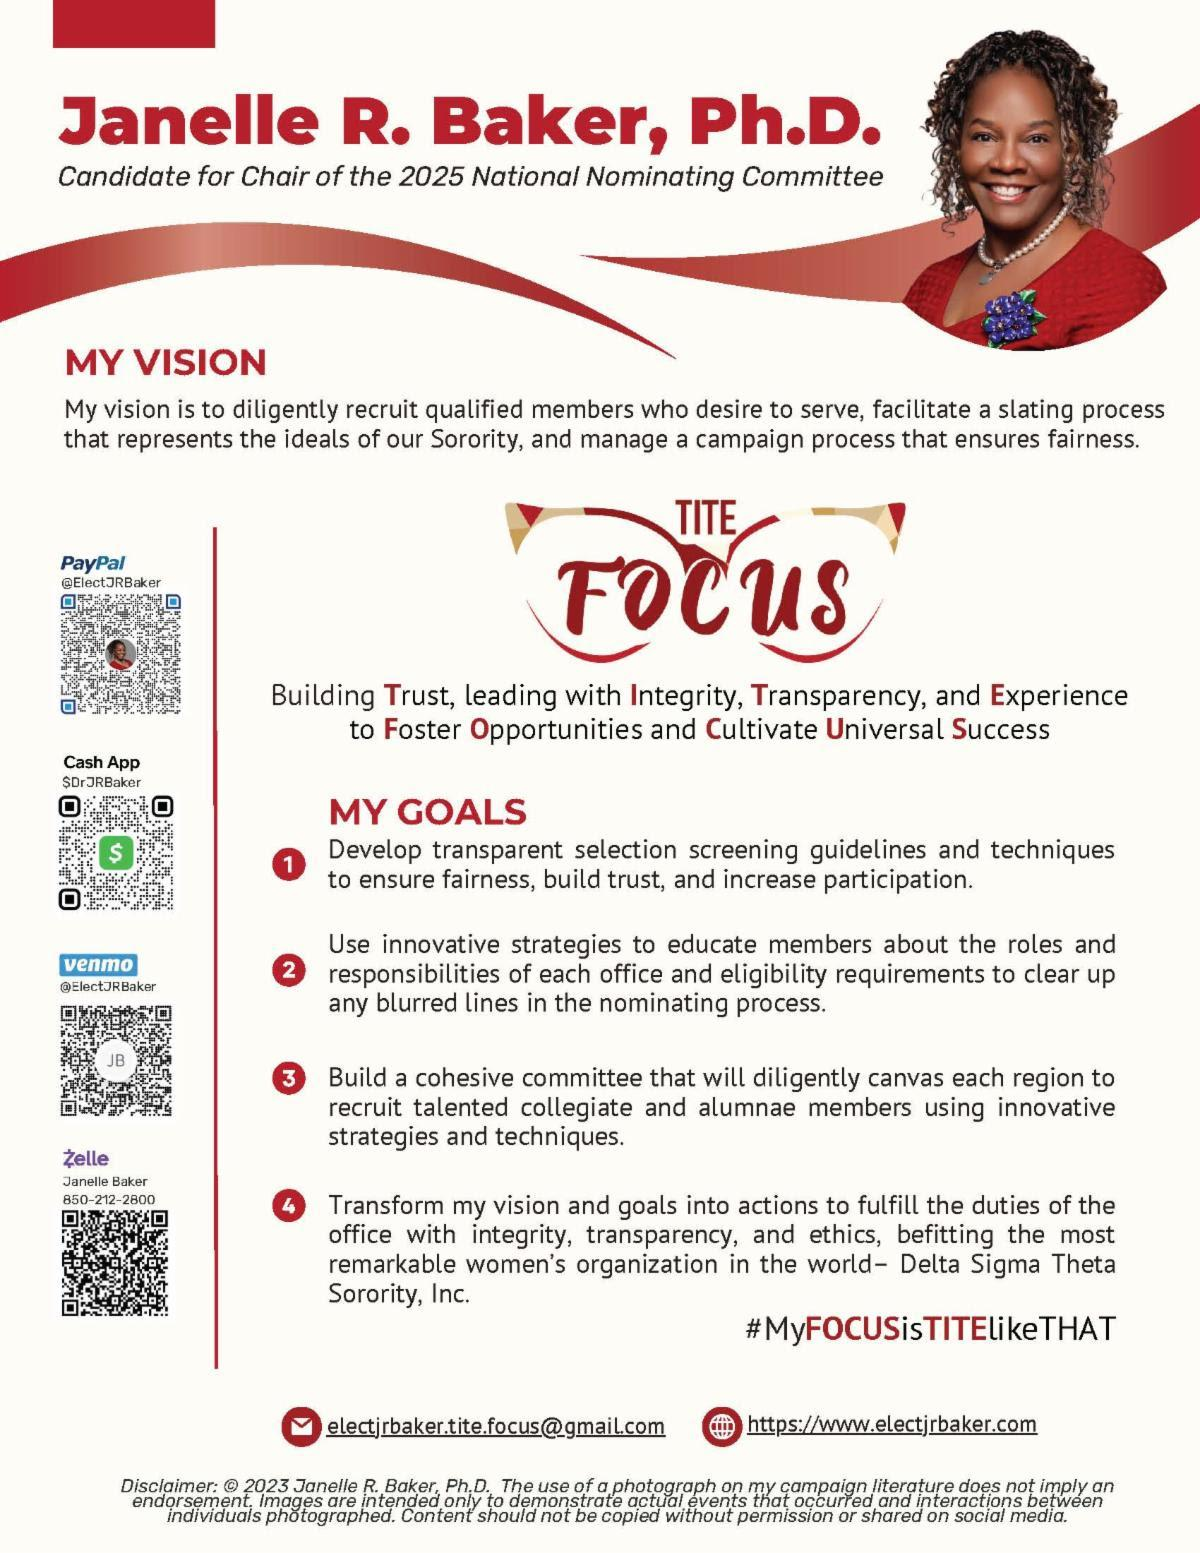 Janelle R. Baker, Ph.D.
Candidate for Chair of the 2025 National Nominating Committee
MY VISION
My vision is to diligently recruit qualified members who desire to serve, facilitate a slating process
that represents the ideals of our Sorority, and manage a campaign process that ensures fairness.
PayPal
@ElectJRBaker
Cash App
$DrJRBaker
$
venmo
@ElectJRBaker
JB
Zelle
Janelle Baker
850-212-2800
TITE
FOCUS
Building Trust, leading with Integrity, Transparency, and Experience
to Foster Opportunities and Cultivate Universal Success
MY GOALS
1 Develop transparent selection screening guidelines and techniques
to ensure fairness, build trust, and increase participation.
Use innovative strategies to educate members about the roles and
2 responsibilities of each office and eligibility requirements to clear up
any blurred lines in the nominating process.
3 Build a cohesive committee that will diligently canvas each region to
recruit talented collegiate and alumnae members using innovative
strategies and techniques.
4 Transform my vision and goals into actions to fulfill the duties of the
office with integrity, transparency, and ethics, befitting the most
remarkable women's organization in the world– Delta Sigma Theta
Sorority, Inc.
#MyFOCUSisTITElikeTHAT
electjrbaker.tite.focus@gmail.com https://www.electjrbaker.com
Disclaimer: © 2023 Janelle R. Baker, Ph.D. The use of a photograph on my campaign literature does not imply an
endorsement. Images are intended only to demonstrate actual events that occurred and interactions between
individuals photographed. Content should not be copied without permission or shared on social media.